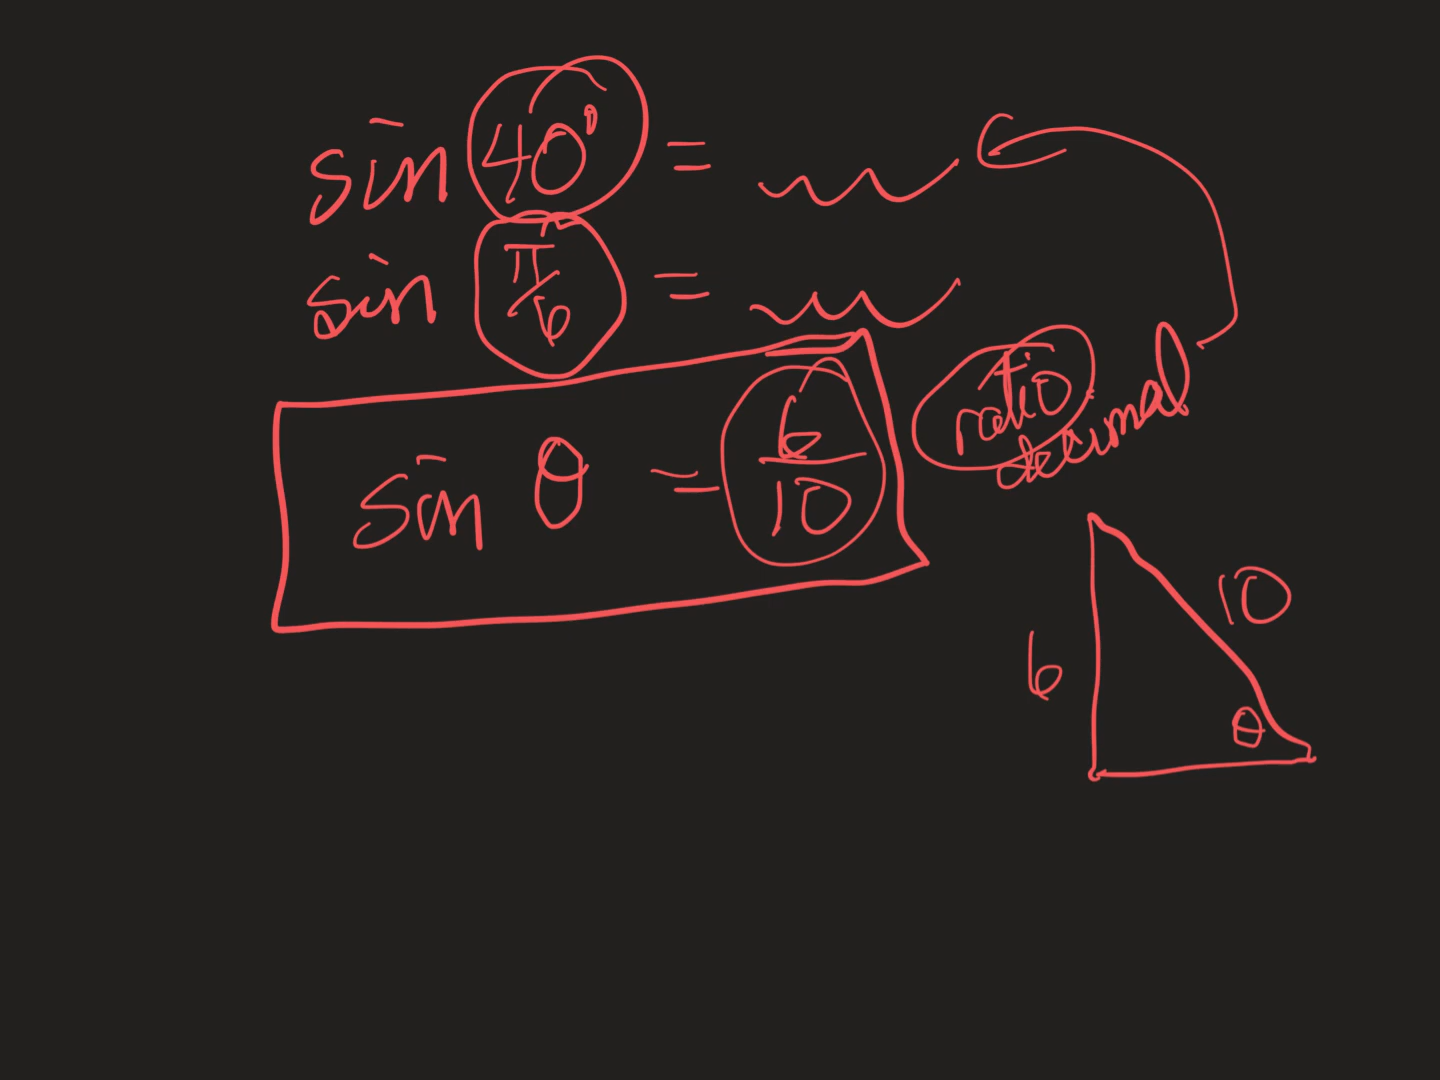 sin 40° =
sin π/6 =
sin θ = 6/10
ratio
decimal
10
6
θ